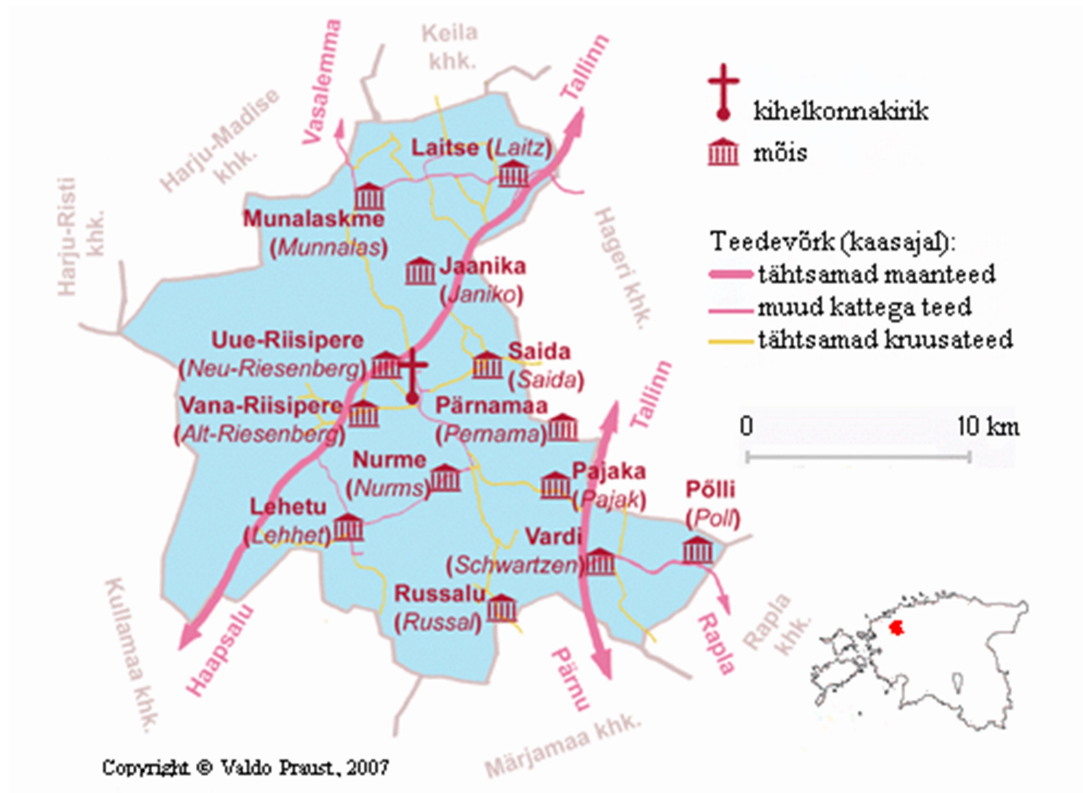 Keila
khk.
Tallinn
Vasalemma
Harju-Madise
khk.
Harju-Risti
khk.
Laitse (Laitz)
Munalaskme
(Munnalas)
Hageri khk.
Jaanika
(Janiko)
Uue-Riisipere
(Neu-Riesenberg)
Saida
(Saida)
Vana-Riisipere
(Alt-Riesenberg)
Pärnamaa
(Pernama)
Tallinn
Nurme
(Nurms)
Pajaka
(Pajak)
Põlli
(Poll)
Lehetu
(Lehhet)
Vardi
(Schwartzen)
Russalu
(Russal)
Kullamaa khk.
Haapsalu
Pärnu
Rapla
Rapla
khk.
Märjamaa khk.
kihelkonnakirik
mõis
Teedevõrk (kaasajal):
tähtsamad maanteed
muud kattega teed
tähtsamad kruusateed
0 10 km
Copyright © Valdo Praust, 2007